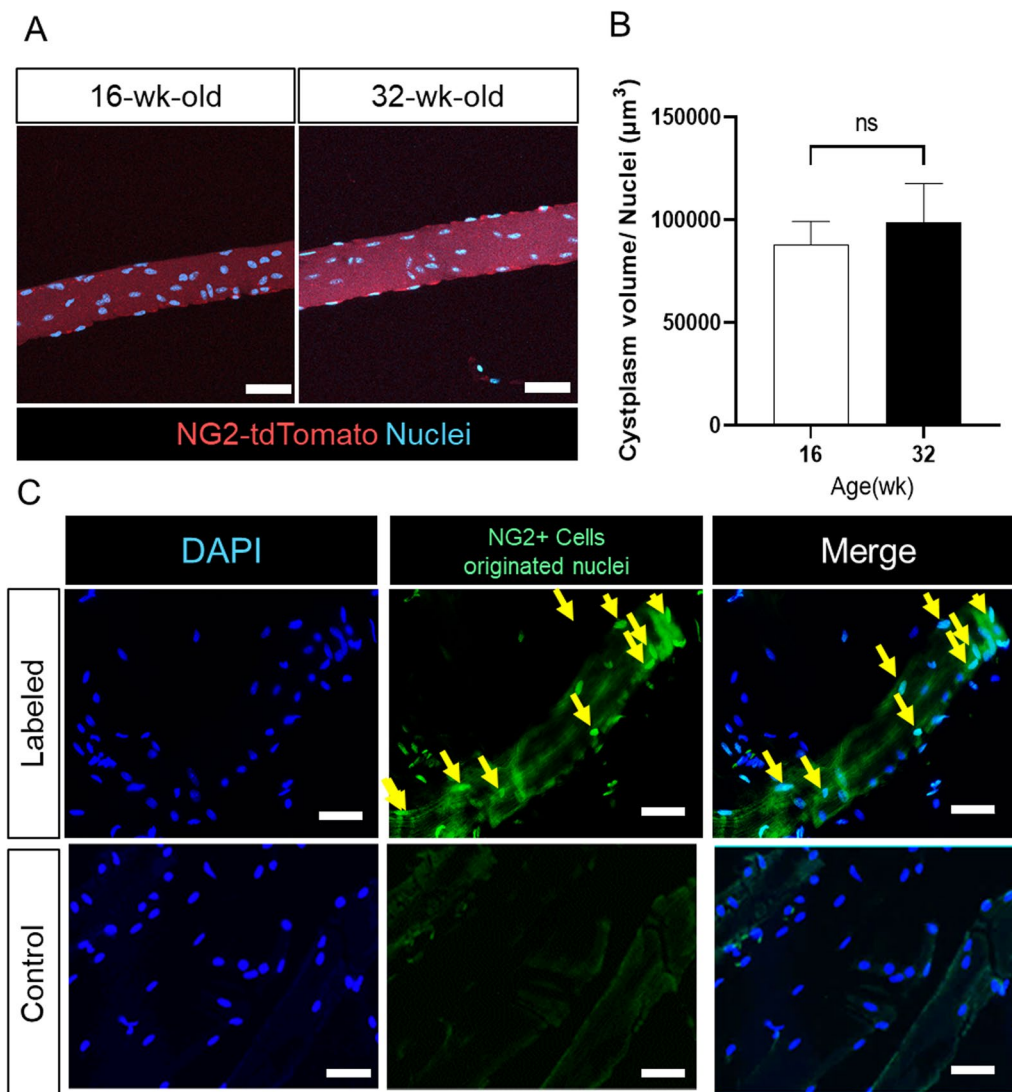 A
16-wk-old
32-wk-old
NG2-tdTomato Nuclei
B
Cystplasm volume/ Nuclei (µm³)
150000
100000
50000
0
ns
16
32
Age(wk)
C
DAPI
NG2+ Cells
originated nuclei
Merge
Labeled
Control